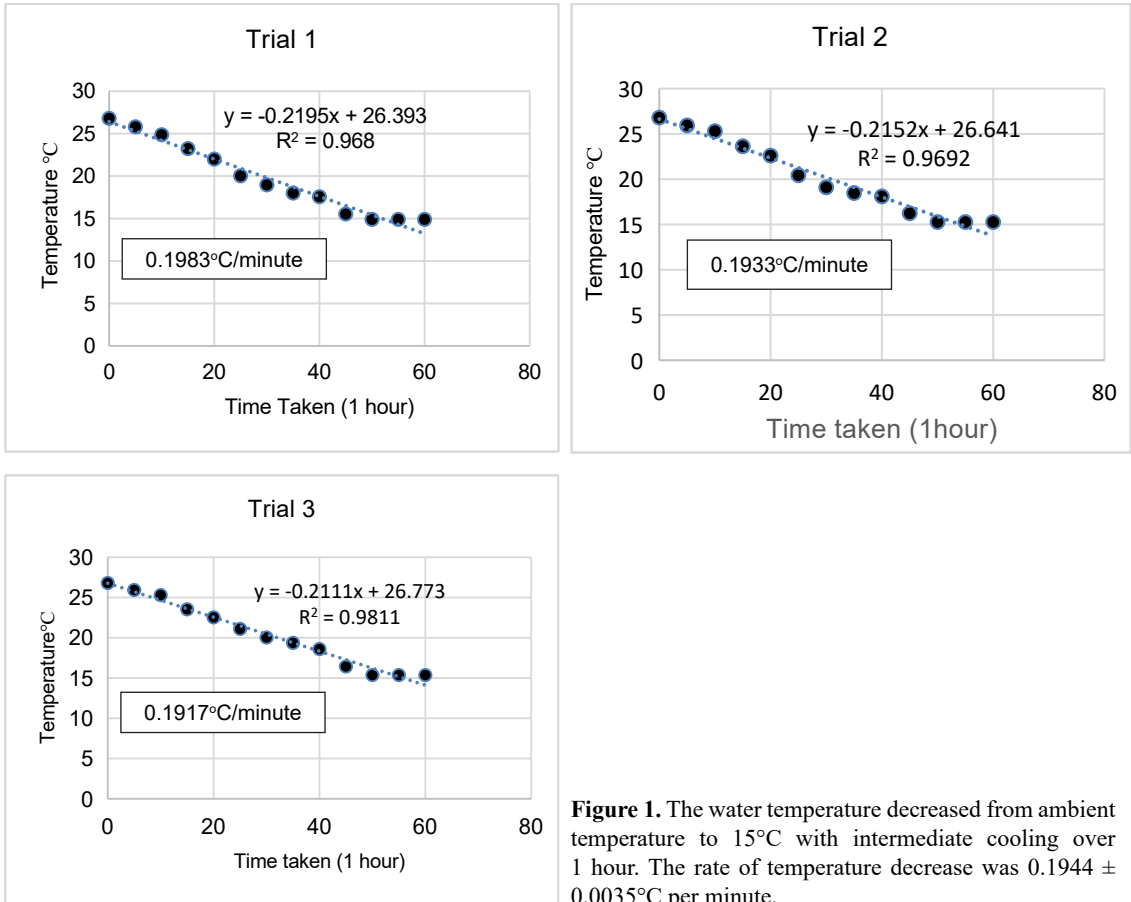 Trial 1
30
25
20
15
10
5
0
y = -0.2195x + 26.393
R² = 0.968
0.1983°C/minute
Temperature °C
0 20 40 60 80
Time Taken (1 hour)
Trial 2
30
25
20
15
10
5
0
y = -0.2152x + 26.641
R² = 0.9692
0.1933°C/minute
Temperature °C
0 20 40 60 80
Time taken (1hour)
Trial 3
30
25
20
15
10
5
0
y = -0.2111x + 26.773
R² = 0.9811
0.1917°C/minute
Temperature°C
0 20 40 60 80
Time taken (1 hour)
Figure 1. The water temperature decreased from ambient
temperature to 15°C with intermediate cooling over
1 hour. The rate of temperature decrease was 0.1944 ±
0.0035°C per minute.